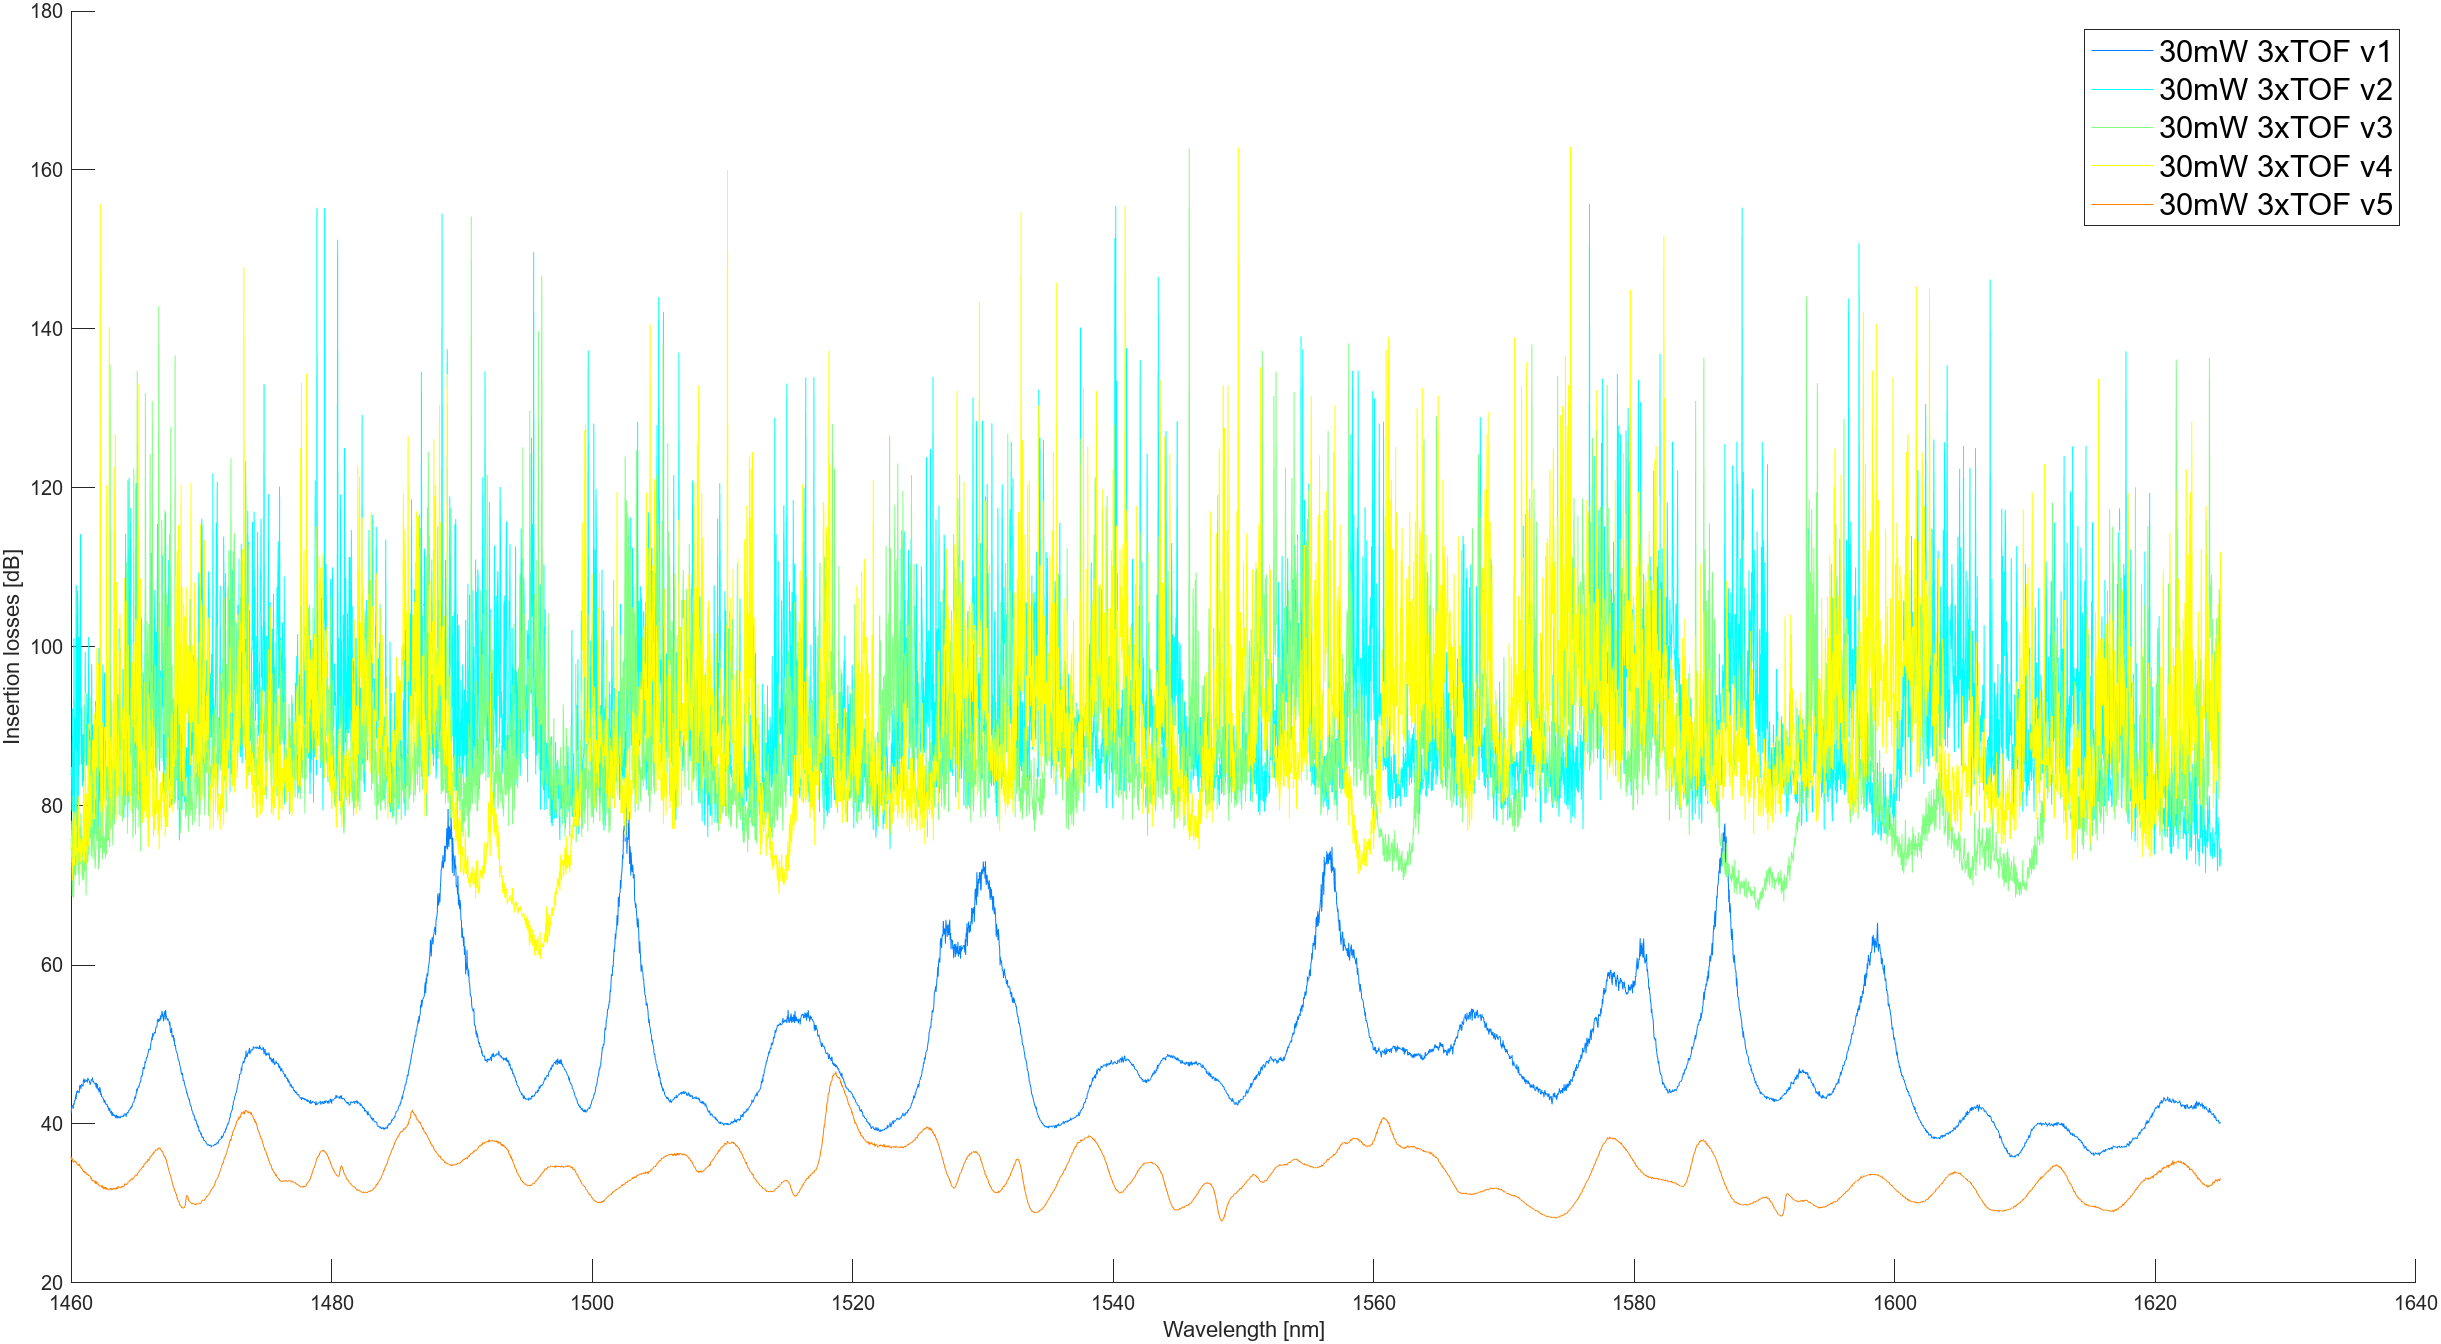 180
160
140
120
100
80
60
40
20
Insertion losses [dB]
30mW 3xTOF v1
30mW 3xTOF v2
30mW 3xTOF v3
30mW 3xTOF v4
30mW 3xTOF v5
1460 1480 1500 1520 1540 1560 1580 1600 1620 1640
Wavelength [nm]